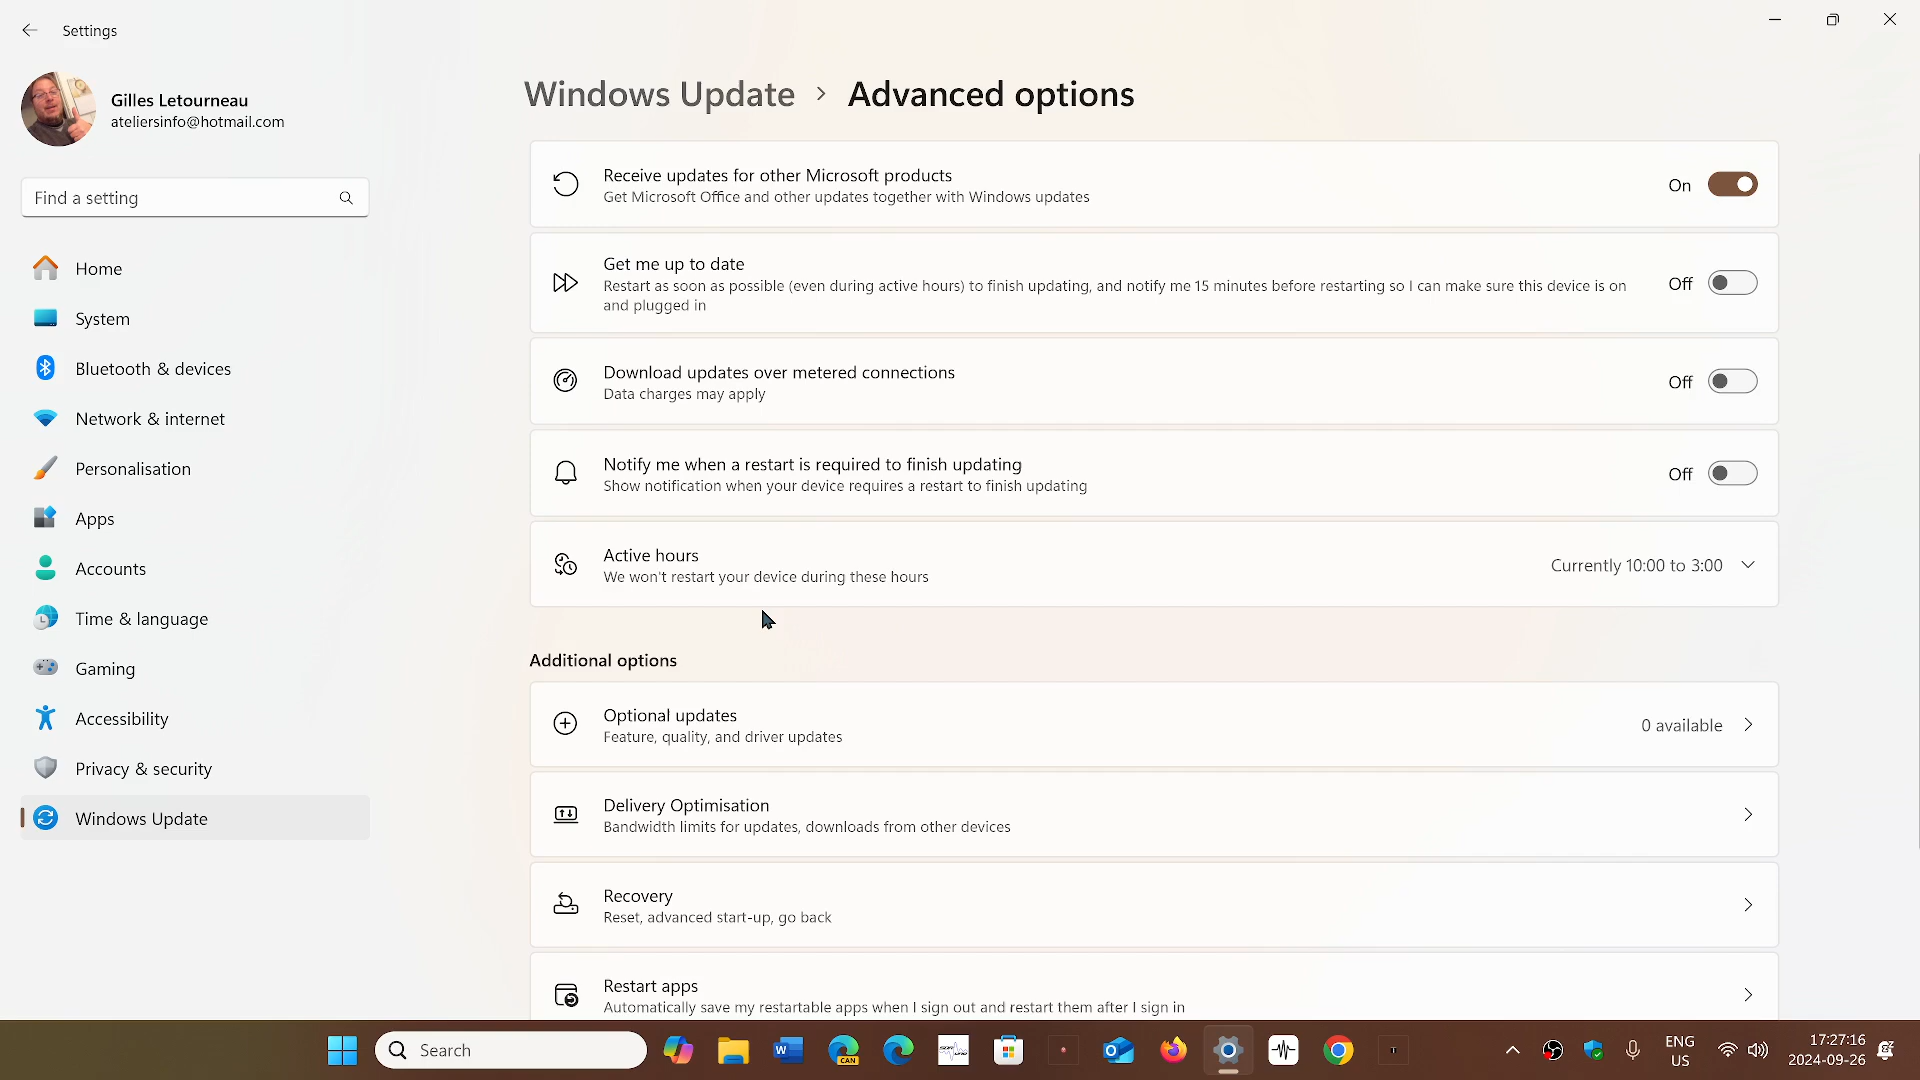 Settings
Gilles Letourneau
ateliersinfo@hotmail.com
Find a setting
Home
System
Bluetooth & devices
Network & internet
Personalisation
Apps
Accounts
Time & language
Gaming
Accessibility
Privacy & security
Windows Update
Windows Update > Advanced options
Receive updates for other Microsoft products
Get Microsoft Office and other updates together with Windows updates
On
Get me up to date
Restart as soon as possible (even during active hours) to finish updating, and notify me 15 minutes before restarting so I can make sure this device is on
and plugged in
Off
Download updates over metered connections
Data charges may apply
Off
Notify me when a restart is required to finish updating
Show notification when your device requires a restart to finish updating
Off
Active hours
We won't restart your device during these hours
Currently 10:00 to 3:00
Additional options
Optional updates
Feature, quality, and driver updates
0 available
Delivery Optimisation
Bandwidth limits for updates, downloads from other devices
Recovery
Reset, advanced start-up, go back
Restart apps
Automatically save my restartable apps when I sign out and restart them after I sign in
Search
CAN
ENG
US
17:27:16
2024-09-26